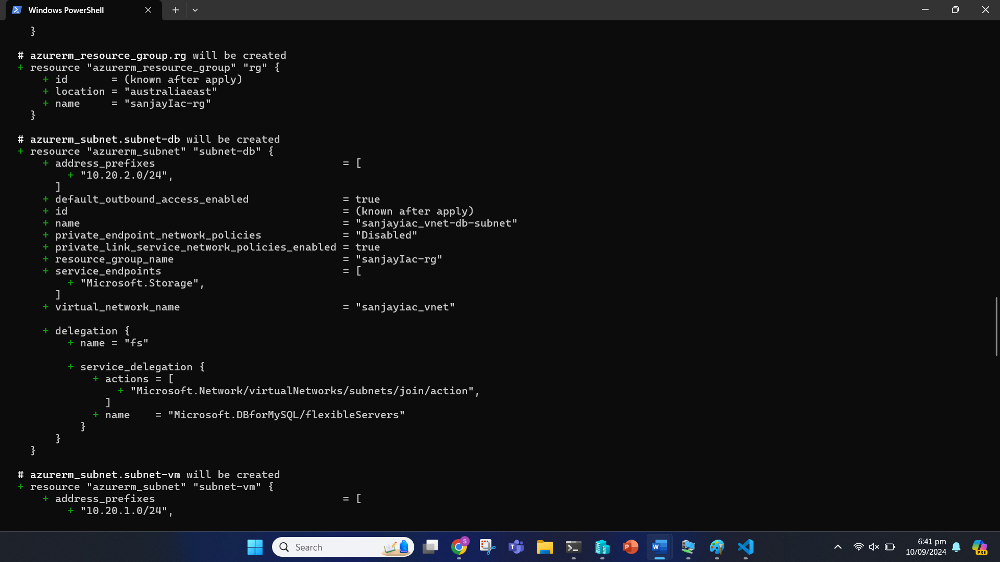 Windows PowerShell
}
# azurerm_resource_group.rg will be created
+ resource "azurerm_resource_group" "rg" {
+ id       = (known after apply)
+ location = "australiaeast"
+ name     = "sanjayIac-rg"
}
# azurerm_subnet.subnet-db will be created
+ resource "azurerm_subnet" "subnet-db" {
+ address_prefixes                              = [
+ "10.20.2.0/24",
]
+ default_outbound_access_enabled               = true
+ id                                            = (known after apply)
+ name                                          = "sanjayiac_vnet-db-subnet"
+ private_endpoint_network_policies             = "Disabled"
+ private_link_service_network_policies_enabled = true
+ resource_group_name                           = "sanjayIac-rg"
+ service_endpoints                             = [
+ "Microsoft.Storage",
]
+ virtual_network_name                          = "sanjayiac_vnet"
+ delegation {
+ name = "fs"
+ service_delegation {
+ actions = [
+ "Microsoft.Network/virtualNetworks/subnets/join/action",
]
+ name    = "Microsoft.DBforMySQL/flexibleServers"
}
}
}
# azurerm_subnet.subnet-vm will be created
+ resource "azurerm_subnet" "subnet-vm" {
+ address_prefixes                              = [
+ "10.20.1.0/24",
Search
S
T
P
W
6:41 pm
10/09/2024
PRE